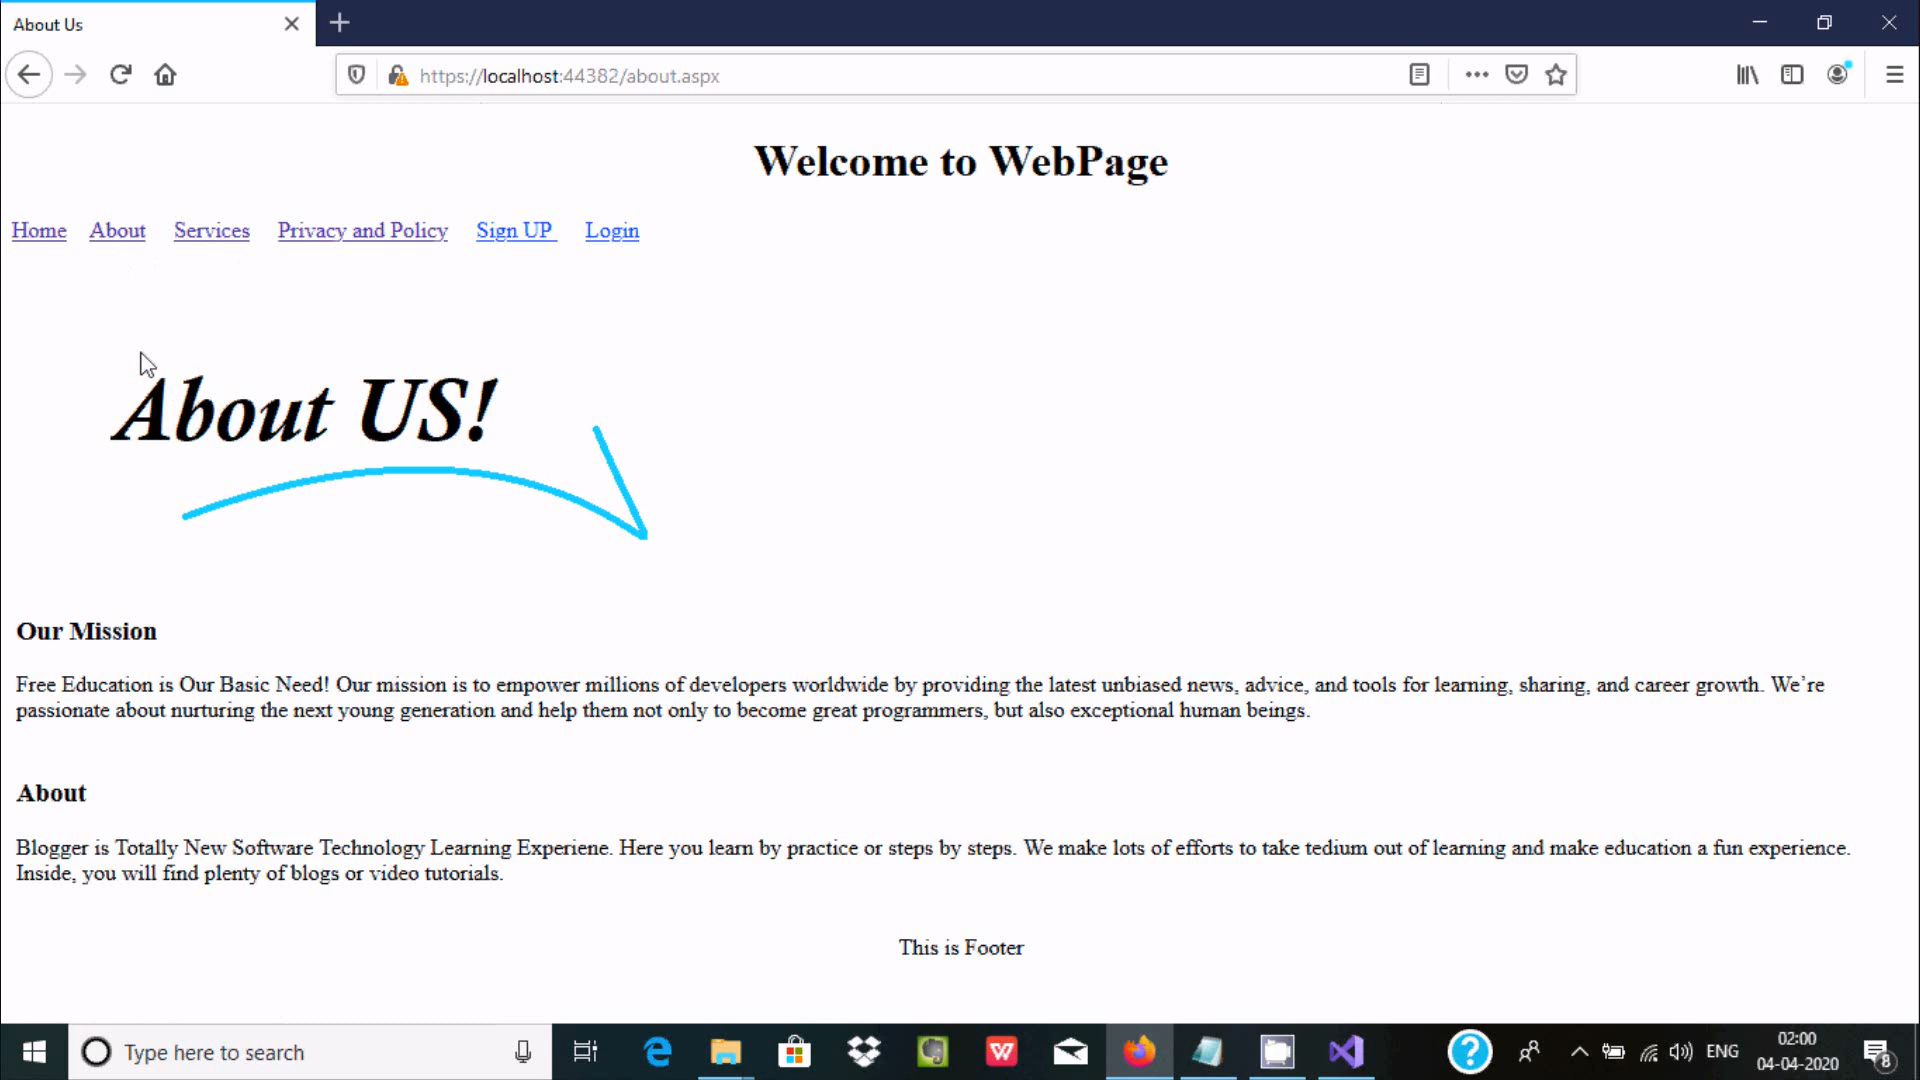 About Us
https://localhost:44382/about.aspx
Welcome to WebPage
Home About Services Privacy and Policy Sign UP Login
About US!
Our Mission
Free Education is Our Basic Need! Our mission is to empower millions of developers worldwide by providing the latest unbiased news, advice, and tools for learning, sharing, and career growth. We’re
passionate about nurturing the next young generation and help them not only to become great programmers, but also exceptional human beings.
About
Blogger is Totally New Software Technology Learning Experiene. Here you learn by practice or steps by steps. We make lots of efforts to take tedium out of learning and make education a fun experience.
Inside, you will find plenty of blogs or video tutorials.
This is Footer
Type here to search
ENG
02:00
04-04-2020
8